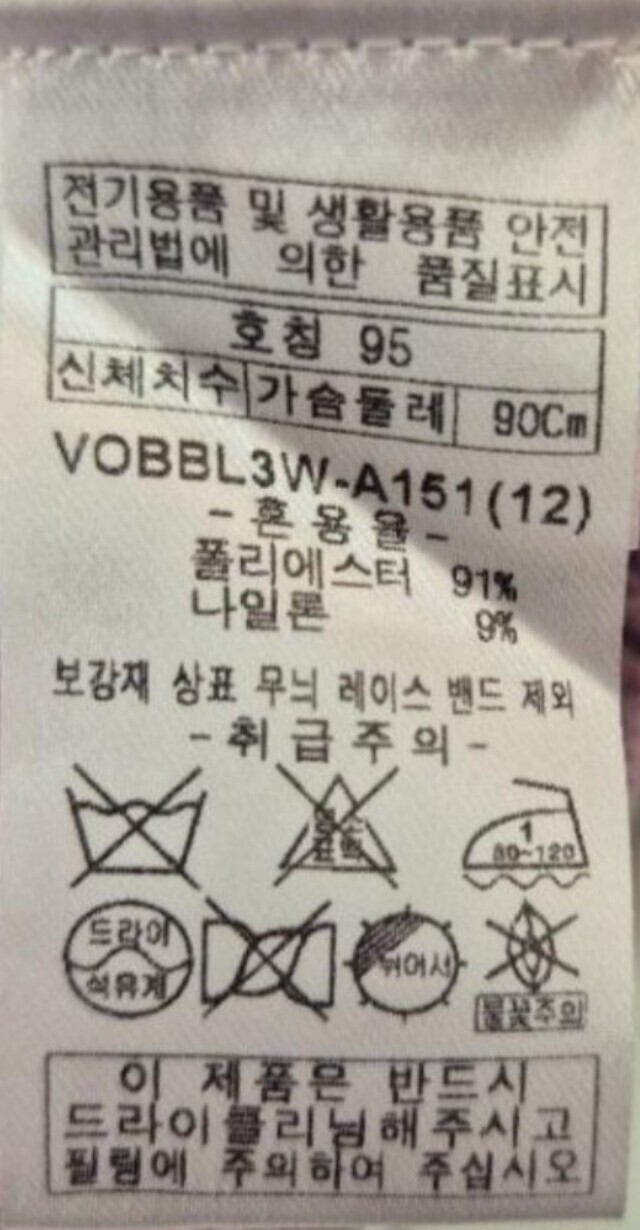 전기용품 및 생활용품 안전
관리법에 의한 품질표시
호칭 95
신체치수 가슴둘레 90Cm
VOBBL3W-A151(12)
-혼용율-
폴리에스터 91%
나일론 9%
보강재 상표 무늬 레이스 밴드 제외
-취급주의-
염소
표백
1
80~120
드라이
석유계
뉘어서
불꽃주의
이 제품은 반드시
드라이클리닝해주시고
필링에 주의하여 주십시오